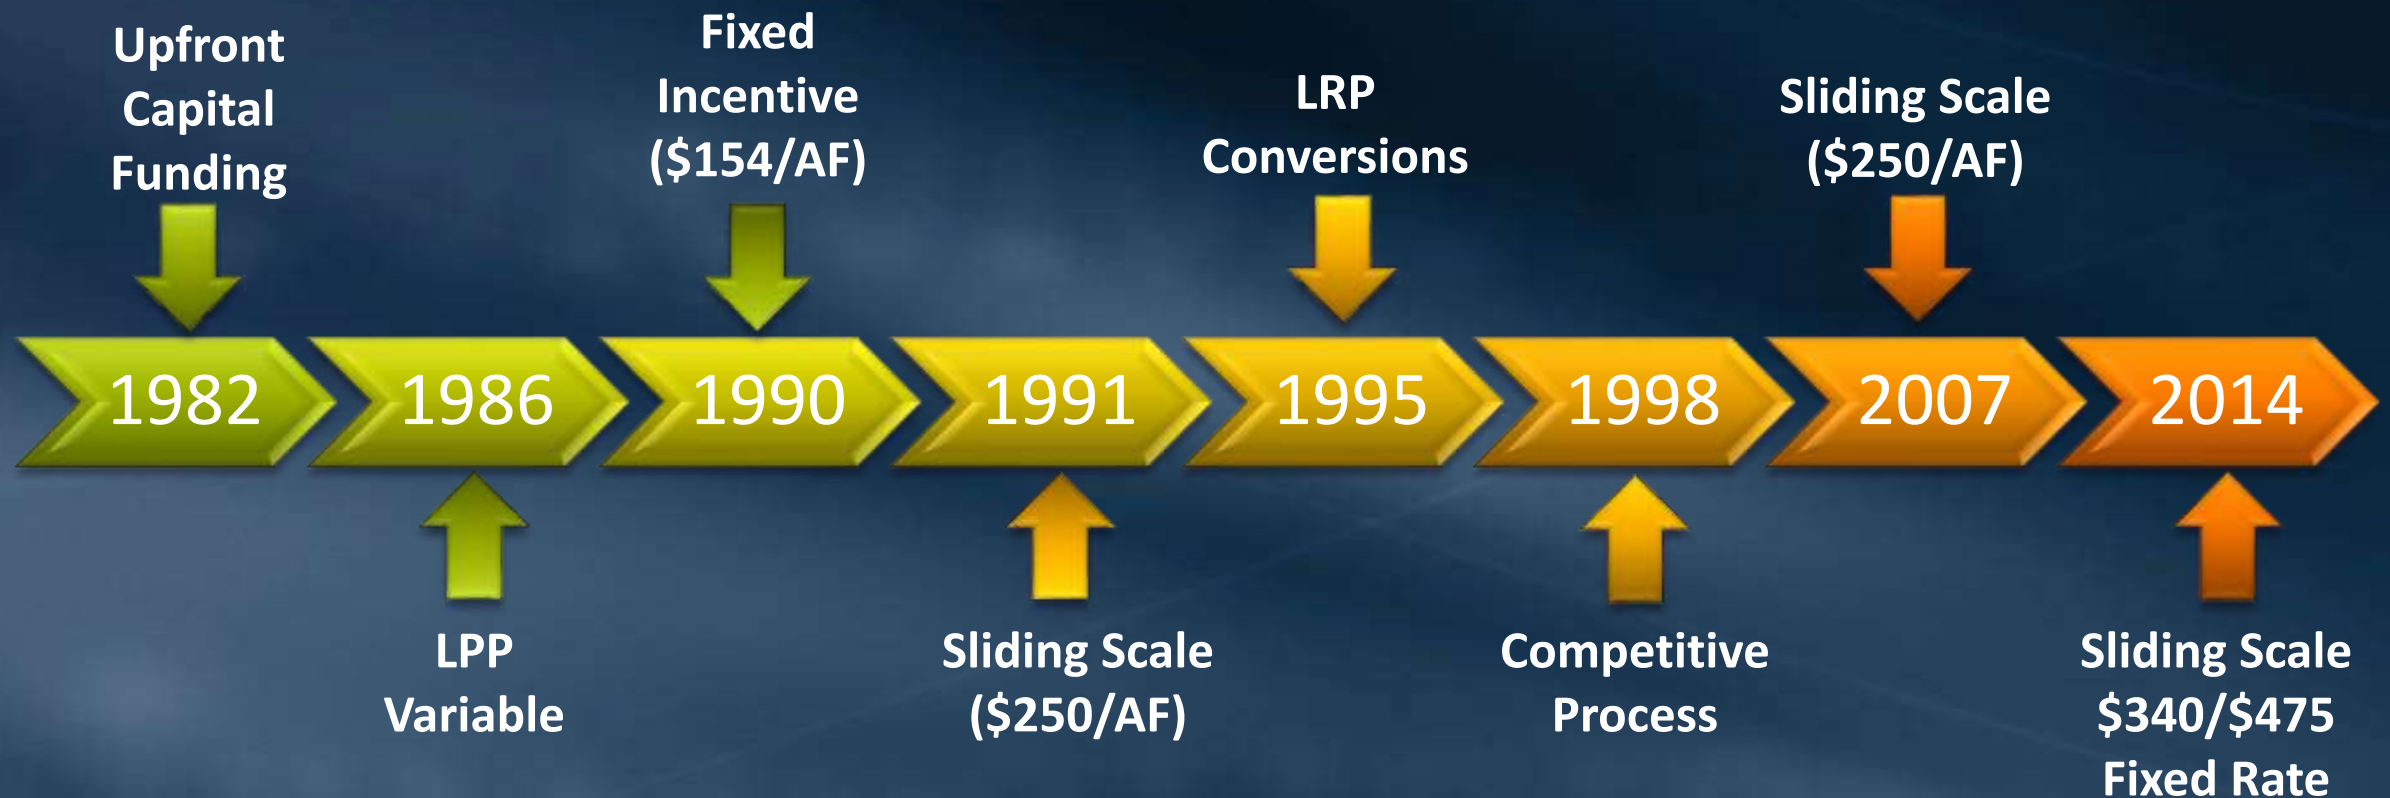 Upfront
Capital
Funding
Fixed
Incentive
($154/AF)
LRP
Conversions
Sliding Scale
($250/AF)
1982
1986
1990
1991
1995
1998
2007
2014
LPP
Variable
Sliding Scale
($250/AF)
Competitive
Process
Sliding Scale
$340/$475
Fixed Rate